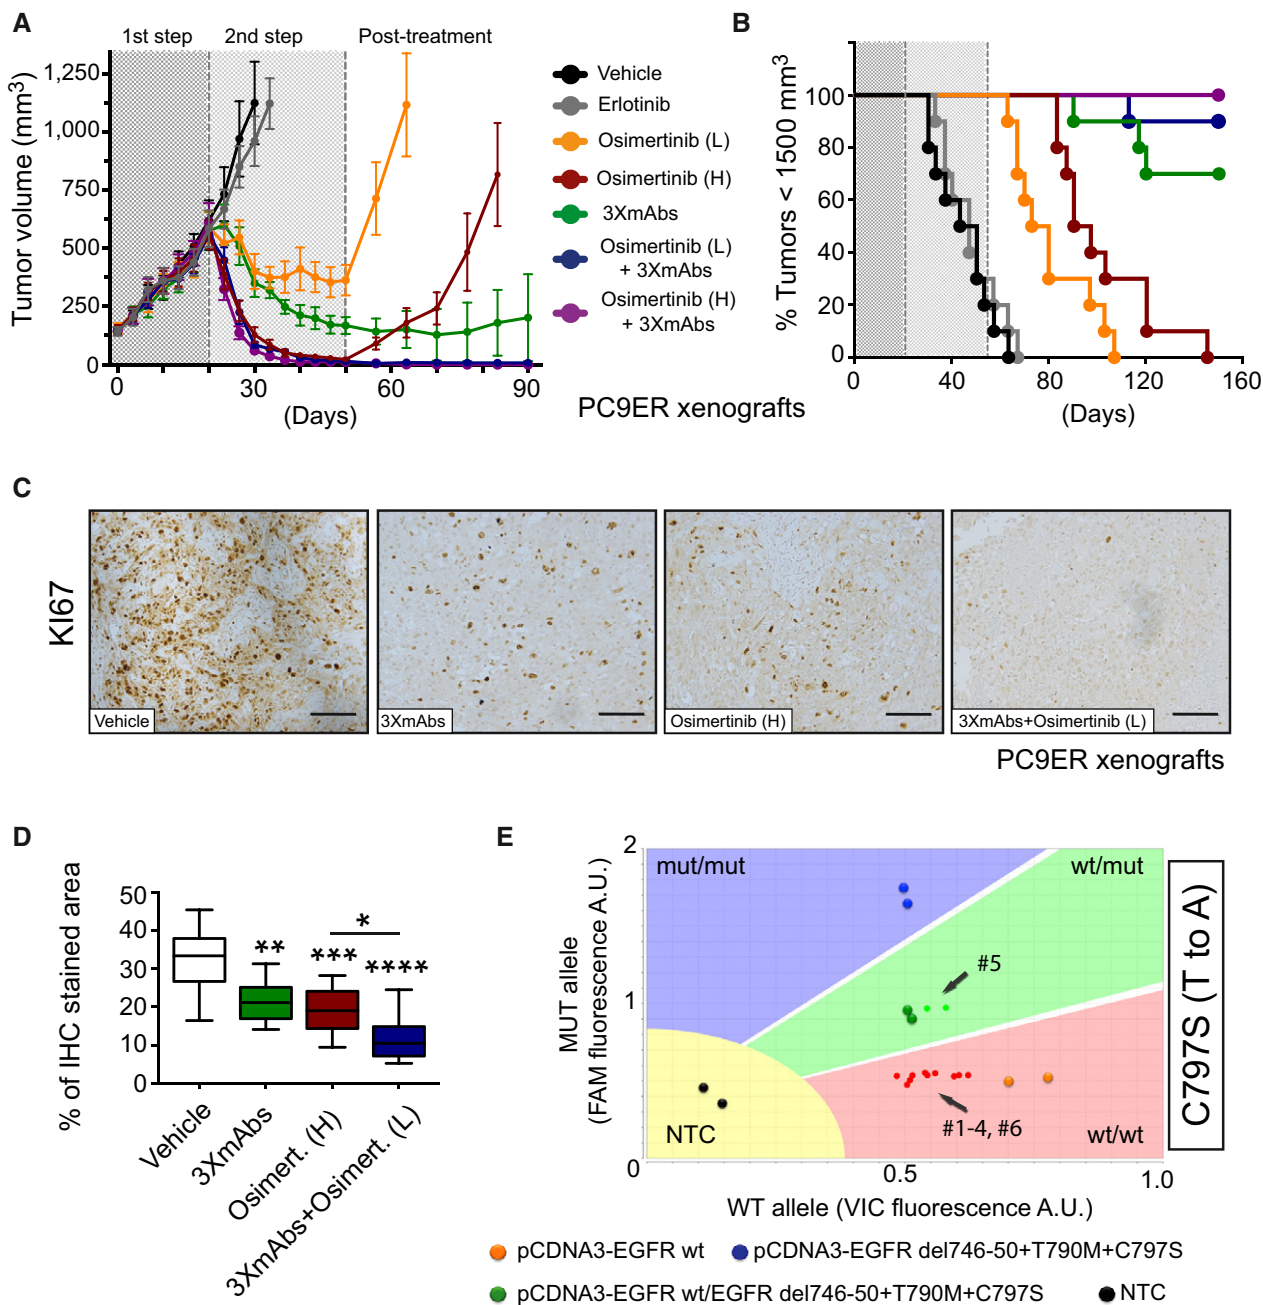 A
1st step
2nd step
Post-treatment
Tumor volume (mm3)
1,250
1,000
750
500
250
0
0
30
60
90
(Days)
Vehicle
Erlotinib
Osimertinib (L)
Osimertinib (H)
3XmAbs
Osimertinib (L)
+ 3XmAbs
Osimertinib (H)
+ 3XmAbs
PC9ER xenografts
B
% Tumors < 1500 mm3
100
80
60
40
20
0
0
40
80
120
160
(Days)
C
KI67
Vehicle
3XmAbs
Osimertinib (H)
3XmAbs+Osimertinib (L)
PC9ER xenografts
D
% of IHC stained area
50
40
30
20
10
0
**
***
*
****
Vehicle
3XmAbs
Osimert. (H)
3XmAbs+Osimert. (L)
E
MUT allele
(FAM fluorescence A.U.)
2
1
0
mut/mut
wt/mut
#5
#1-4, #6
NTC
wt/wt
0.5
1.0
WT allele (VIC fluorescence A.U.)
C797S (T to A)
pCDNA3-EGFR wt
pCDNA3-EGFR del746-50+T790M+C797S
pCDNA3-EGFR wt/EGFR del746-50+T790M+C797S
NTC